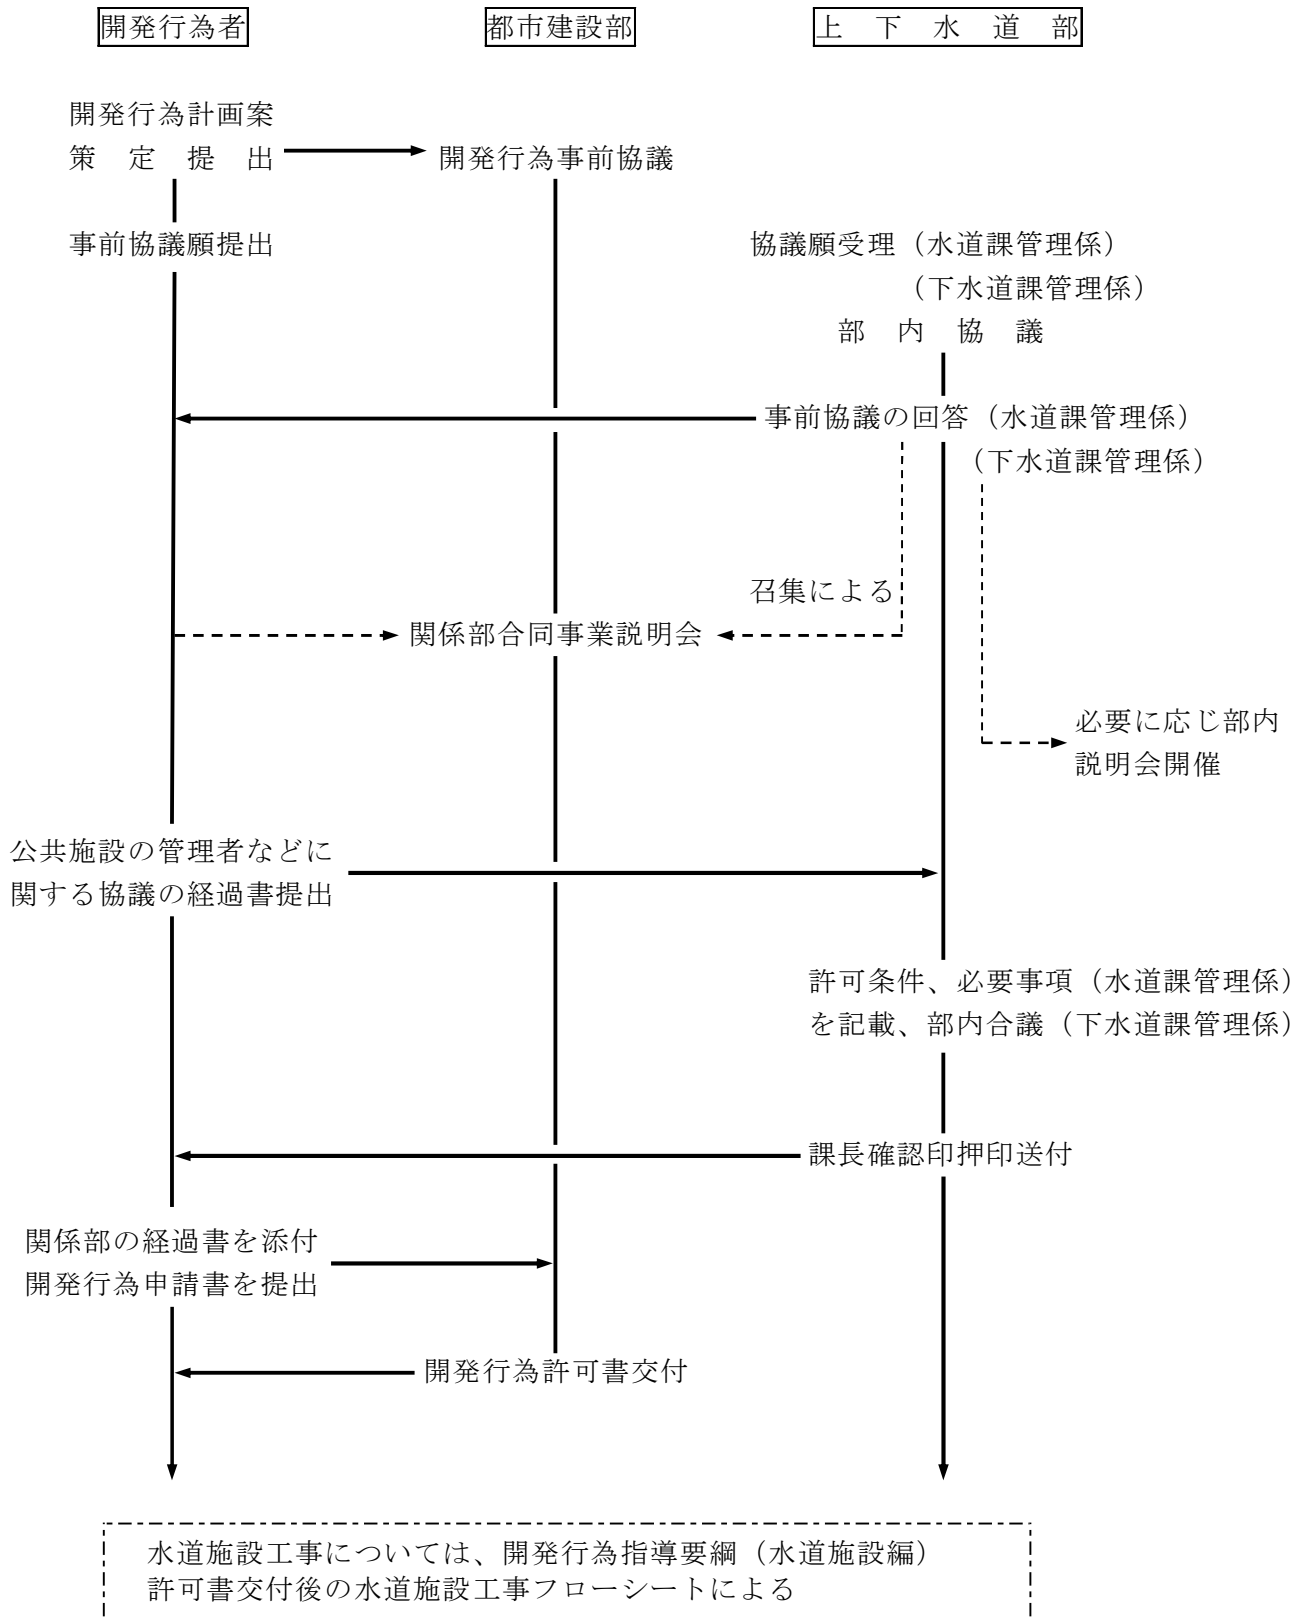 開発行為者
都市建設部
上下水道部
開発行為計画案
策定提出
開発行為事前協議
事前協議願提出
協議願受理（水道課管理係）
（下水道課管理係）
部内協議
事前協議の回答（水道課管理係）
（下水道課管理係）
召集による
関係部合同事業説明会
必要に応じ部内
説明会開催
公共施設の管理者などに
関する協議の経過書提出
許可条件、必要事項（水道課管理係）
を記載、部内合議（下水道課管理係）
課長確認印押印送付
関係部の経過書を添付
開発行為申請書を提出
開発行為許可書交付
水道施設工事については、開発行為指導要綱（水道施設編）
許可書交付後の水道施設工事フローシートによる